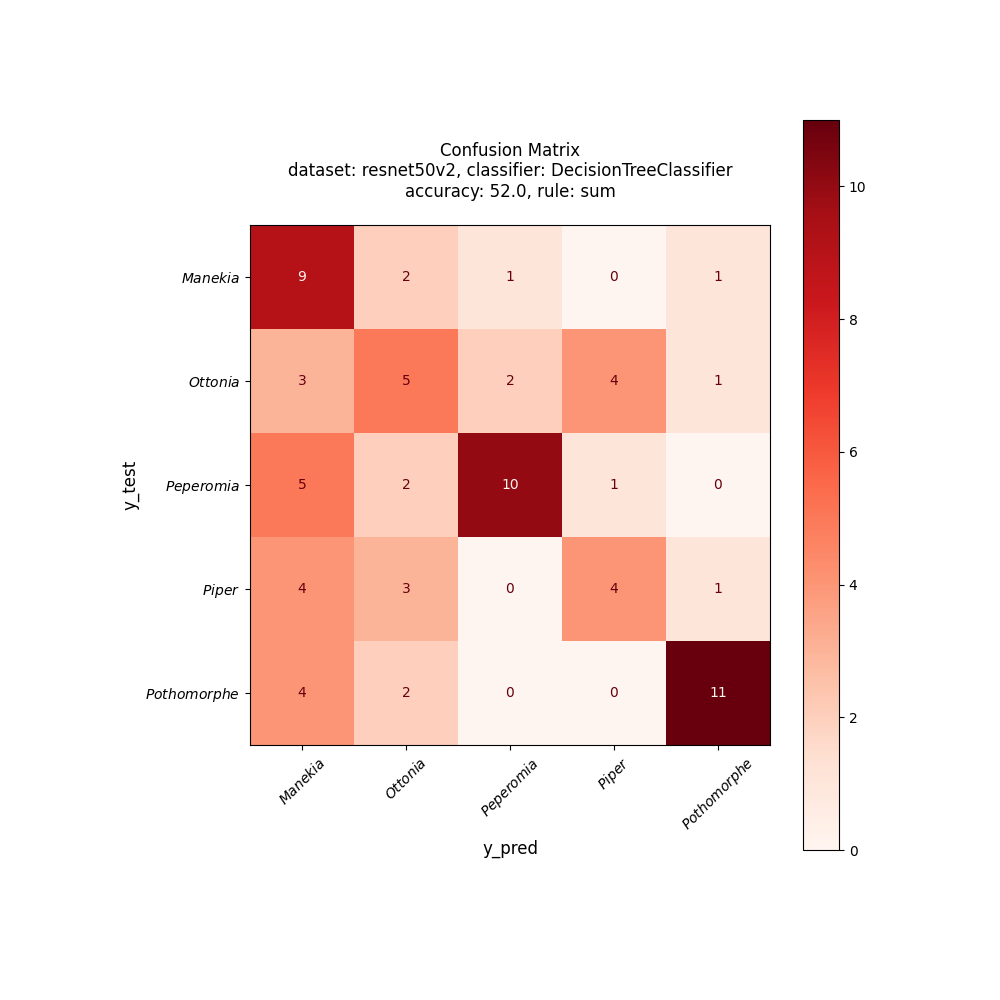 Confusion Matrix
dataset: resnet50v2, classifier: DecisionTreeClassifier
accuracy: 52.0, rule: sum
Manekia 9 2 1 0 1
Ottonia 3 5 2 4 1
Peperomia 5 2 10 1 0
Piper 4 3 0 4 1
Pothomorphe 4 2 0 0 11
Manekia Ottonia Peperomia Piper Pothomorphe
y_test
y_pred
10
8
6
4
2
0